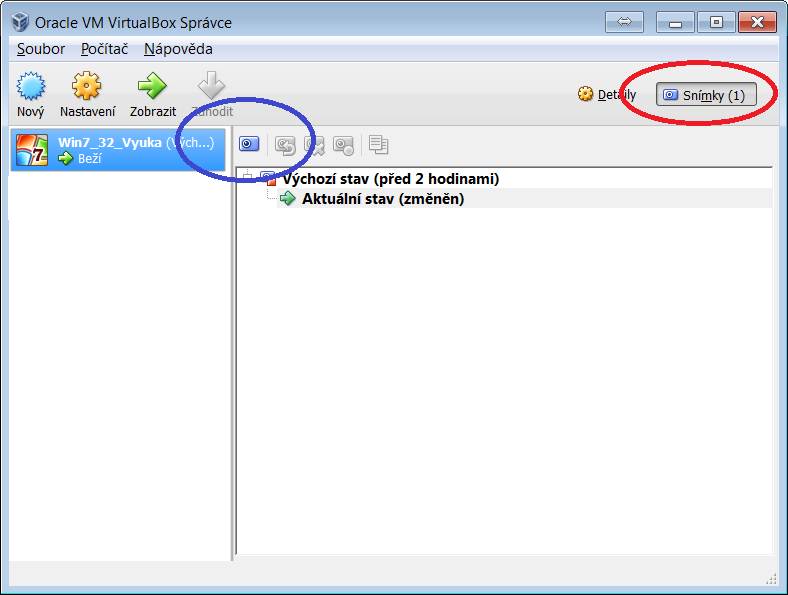 Oracle VM VirtualBox Správce
Soubor Počítač Nápověda
Nový Nastavení Zobrazit Zahodit
Detaily Snímky (1)
Win7_32_Vyuka (Vých...)
Beží
Výchozí stav (před 2 hodinami)
Aktuální stav (změněn)